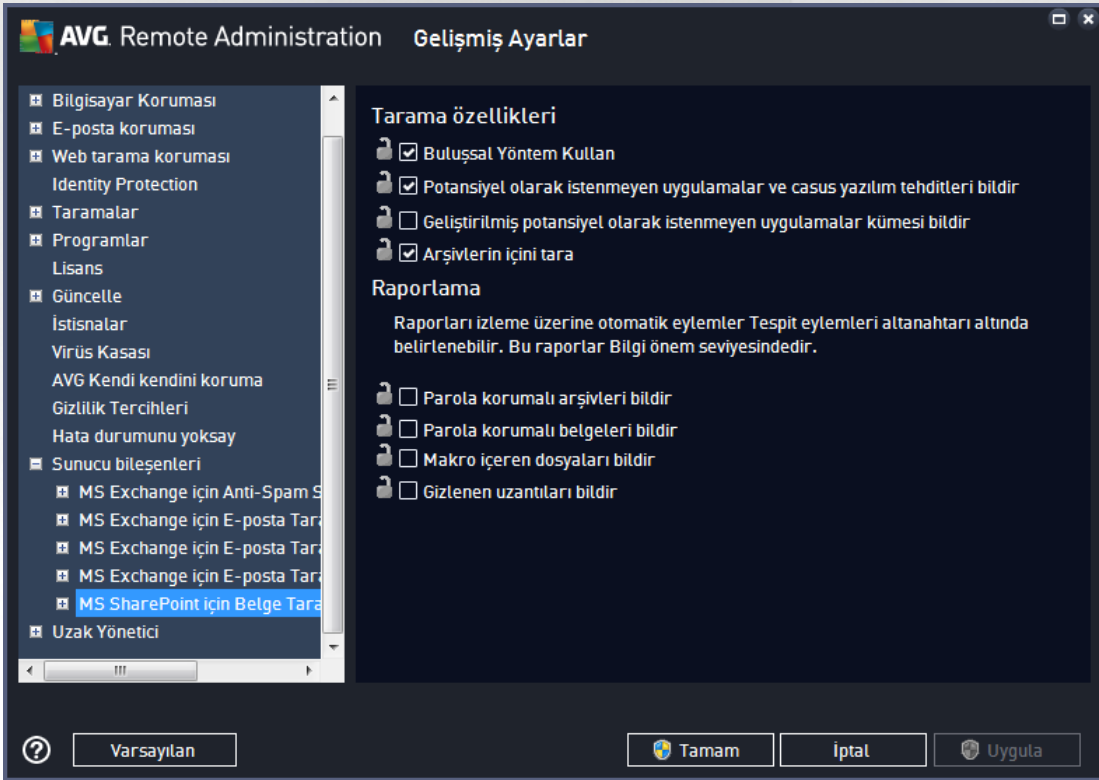 AVG. Remote Administration Gelişmiş Ayarlar
Bilgisayar Koruması
E-posta koruması
Web tarama koruması
Identity Protection
Taramalar
Programlar
Lisans
Güncelle
İstisnalar
Virüs Kasası
AVG Kendi kendini koruma
Gizlilik Tercihleri
Hata durumunu yoksay
Sunucu bileşenleri
MS Exchange için Anti-Spam S
MS Exchange için E-posta Tara
MS Exchange için E-posta Tara
MS Exchange için E-posta Tara
MS SharePoint için Belge Tara
Uzak Yönetici
Tarama özellikleri
Buluşsal Yöntem Kullan
Potansiyel olarak istenmeyen uygulamalar ve casus yazılım tehditleri bildir
Geliştirilmiş potansiyel olarak istenmeyen uygulamalar kümesi bildir
Arşivlerin içini tara
Raporlama
Raporları izleme üzerine otomatik eylemler Tespit eylemleri altanahtarı altında
belirlenebilir. Bu raporlar Bilgi önem seviyesindedir.
Parola korumalı arşivleri bildir
Parola korumalı belgeleri bildir
Makro içeren dosyaları bildir
Gizlenen uzantıları bildir
Varsayılan
Tamam
İptal
Uygula